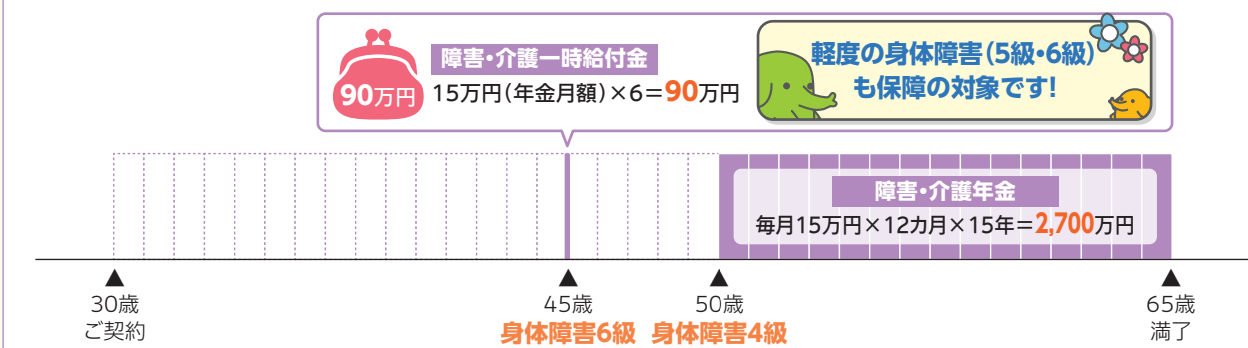 障害・介護一時給付金
90万円
15万円（年金月額）×6＝90万円
軽度の身体障害（5級・6級）
も保障の対象です！
障害・介護年金
毎月15万円×12カ月×15年＝2,700万円
30歳
ご契約
45歳
身体障害6級
50歳
身体障害4級
65歳
満了